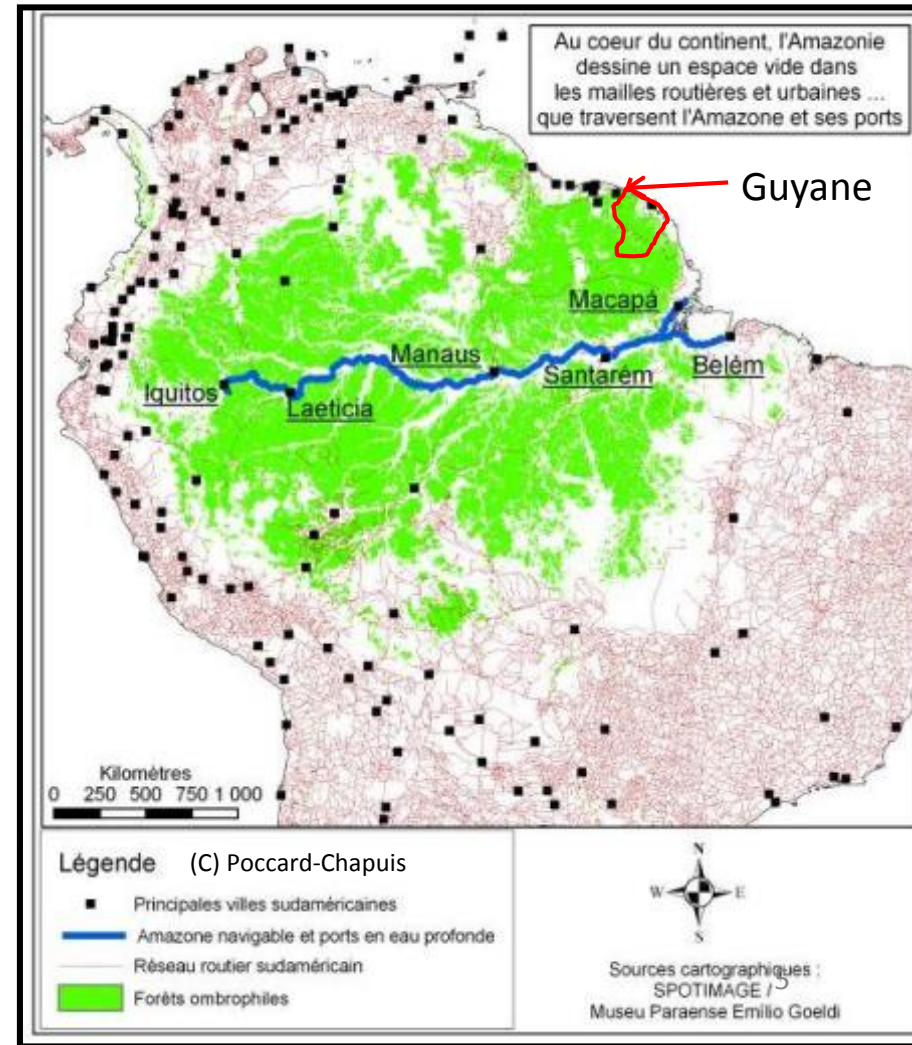 Au coeur du continent, l'Amazonie
dessine un espace vide dans
les mailles routières et urbaines ...
que traversent l'Amazone et ses ports
Guyane
Macapá
Manaus
Santarém
Belém
Iquitos
Laeticia
Kilomètres
0 250 500 750 1 000
Légende (C) Poccard-Chapuis
Principales villes sudaméricaines
Amazone navigable et ports en eau profonde
Réseau routier sudaméricain
Forêts ombrophiles
N
W E
S
Sources cartographiques :
SPOTIMAGE /
5
Museu Paraense Emilio Goeldi